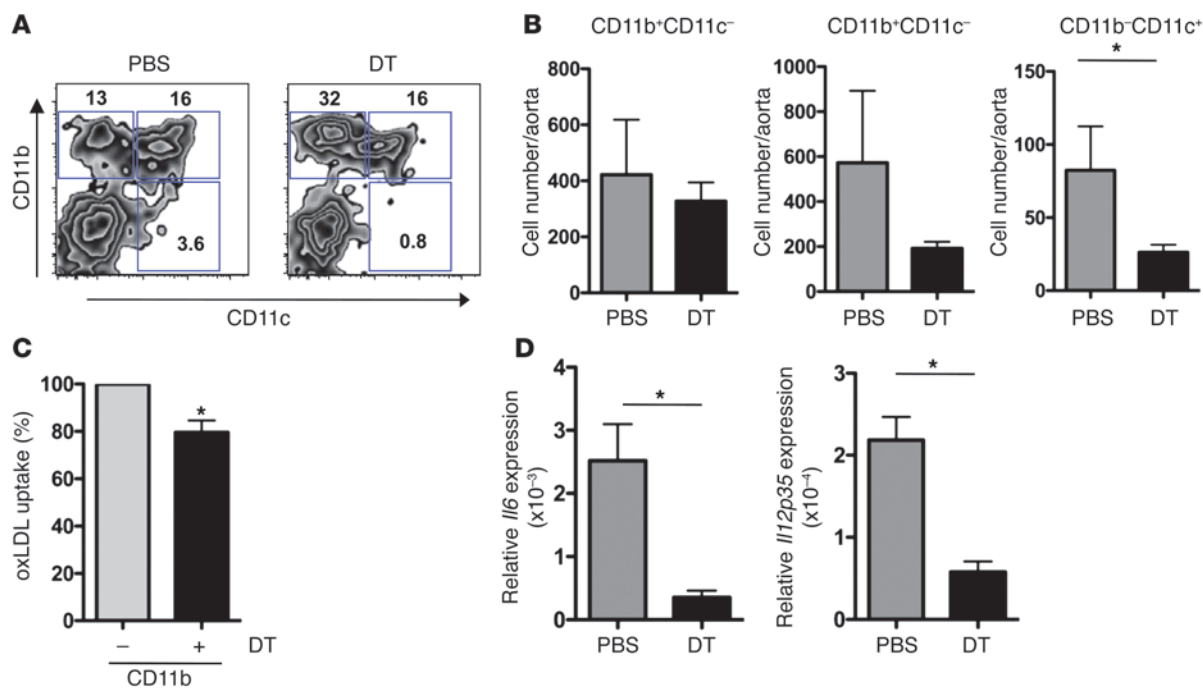 A
PBS
DT
13
16
32
16
3.6
0.8
CD11b
CD11c
B
CD11b⁺CD11c⁻
CD11b⁺CD11c⁻
CD11b⁻CD11c⁺
Cell number/aorta
800
600
400
200
0
PBS
DT
Cell number/aorta
1000
800
600
400
200
0
PBS
DT
Cell number/aorta
150
100
50
0
*
PBS
DT
C
oxLDL uptake (%)
100
80
60
40
80
0
*
–
+
DT
CD11b
D
Relative Il6 expression
(x10⁻³)
4
3
2
1
0
*
PBS
DT
Relative Il12p35 expression
(x10⁻⁴)
3
2
1
0
*
PBS
DT